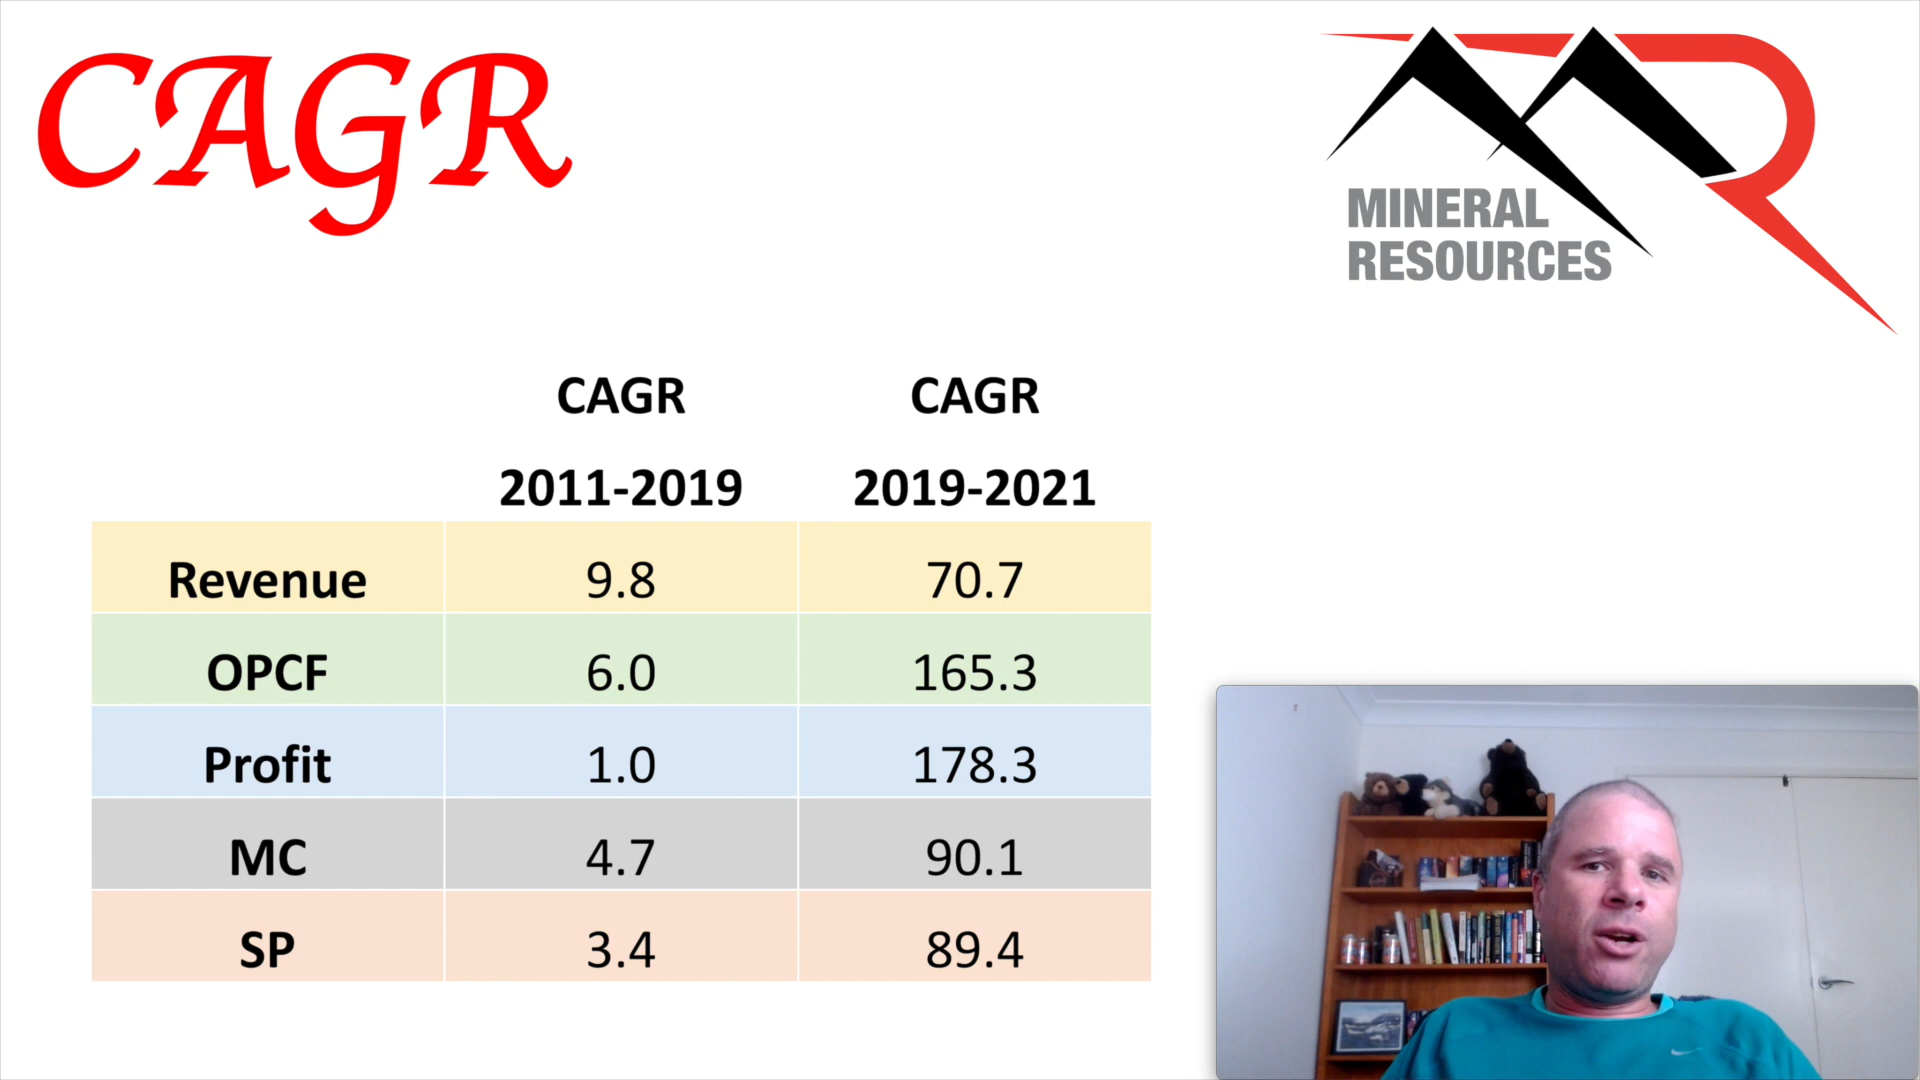 CAGR
MINERAL
RESOURCES
CAGR CAGR
2011-2019 2019-2021
Revenue 9.8 70.7
OPCF 6.0 165.3
Profit 1.0 178.3
MC 4.7 90.1
SP 3.4 89.4